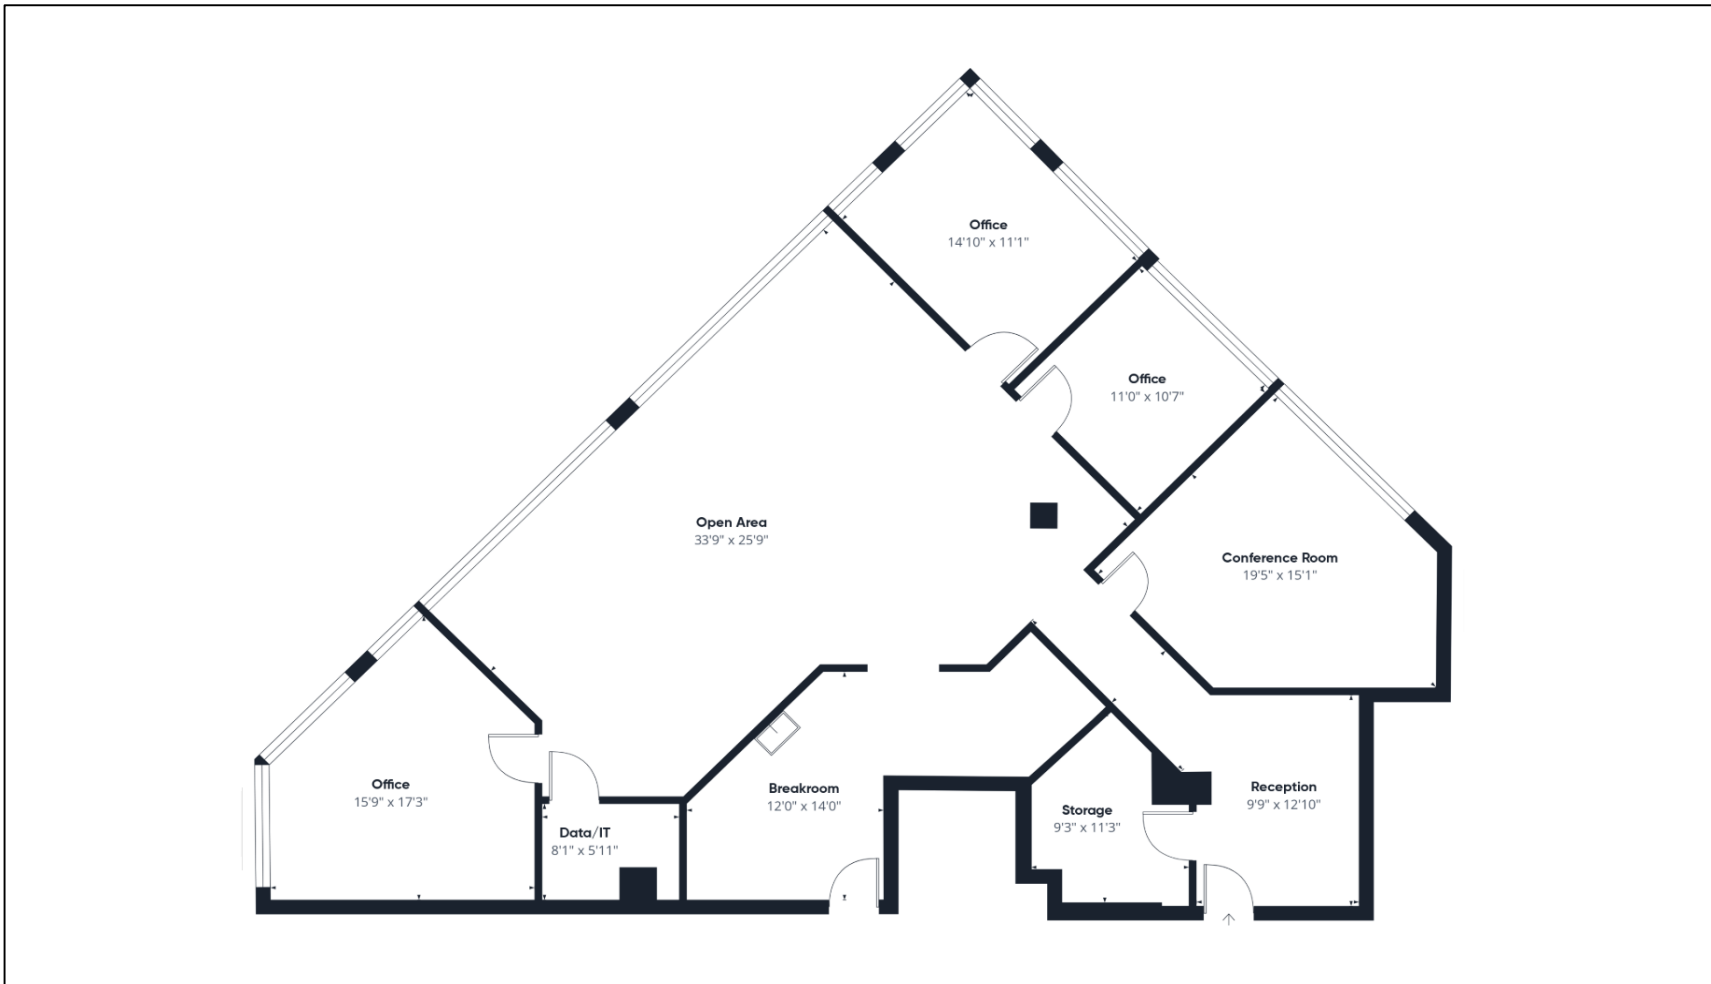 Office
14'10" x 11'1"
Office
11'0" x 10'7"
Open Area
33'9" x 25'9"
Conference Room
19'5" x 15'1"
Office
15'9" x 17'3"
Breakroom
12'0" x 14'0"
Reception
9'9" x 12'10"
Storage
9'3" x 11'3"
Data/IT
8'1" x 5'11"